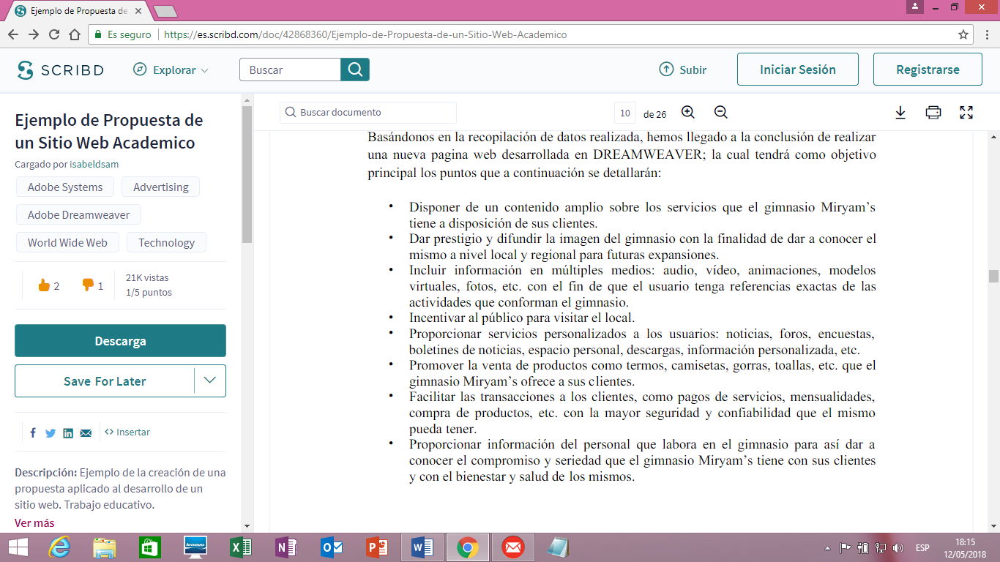 Ejemplo de Propuesta de
Es seguro
https://es.scribd.com/doc/42868360/Ejemplo-de-Propuesta-de-un-Sitio-Web-Academico
SCRIBD
Explorar
Buscar
Subir
Iniciar Sesión
Registrarse
Ejemplo de Propuesta de
un Sitio Web Academico
Cargado por isabeldsam
Adobe Systems
Advertising
Adobe Dreamweaver
World Wide Web
Technology
2
1
21K vistas
1/5 puntos
Descarga
Save For Later
Insertar
Descripción: Ejemplo de la creación de una
propuesta aplicado al desarrollo de un
sitio web. Trabajo educativo.
Ver más
Buscar documento
10 de 26
Basándonos en la recopilación de datos realizada, hemos llegado a la conclusión de realizar
una nueva pagina web desarrollada en DREAMWEAVER; la cual tendrá como objetivo
principal los puntos que a continuación se detallarán:
• Disponer de un contenido amplio sobre los servicios que el gimnasio Miryam’s
tiene a disposición de sus clientes.
• Dar prestigio y difundir la imagen del gimnasio con la finalidad de dar a conocer el
mismo a nivel local y regional para futuras expansiones.
• Incluir información en múltiples medios: audio, vídeo, animaciones, modelos
virtuales, fotos, etc. con el fin de que el usuario tenga referencias exactas de las
actividades que conforman el gimnasio.
• Incentivar al público para visitar el local.
• Proporcionar servicios personalizados a los usuarios: noticias, foros, encuestas,
boletines de noticias, espacio personal, descargas, información personalizada, etc.
• Promover la venta de productos como termos, camisetas, gorras, toallas, etc. que el
gimnasio Miryam’s ofrece a sus clientes.
• Facilitar las transacciones a los clientes, como pagos de servicios, mensualidades,
compra de productos, etc. con la mayor seguridad y confiabilidad que el mismo
pueda tener.
• Proporcionar información del personal que labora en el gimnasio para así dar a
conocer el compromiso y seriedad que el gimnasio Miryam’s tiene con sus clientes
y con el bienestar y salud de los mismos.
lenovo
ESP
18:15
12/05/2018